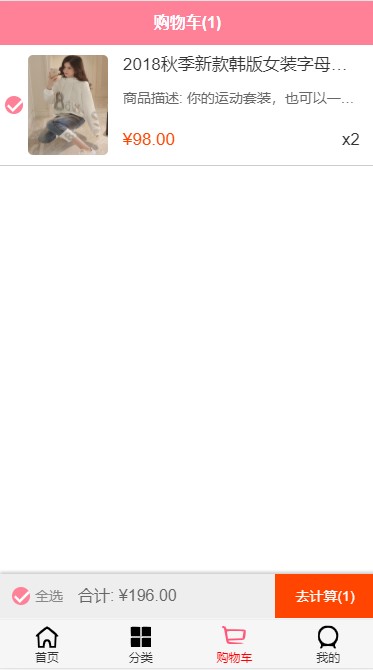 购物车(1)
2018秋季新款韩版女装字母…
商品描述: 你的运动套装，也可以一…
¥98.00
x2
全选
合计: ¥196.00
去计算(1)
首页
分类
购物车
我的